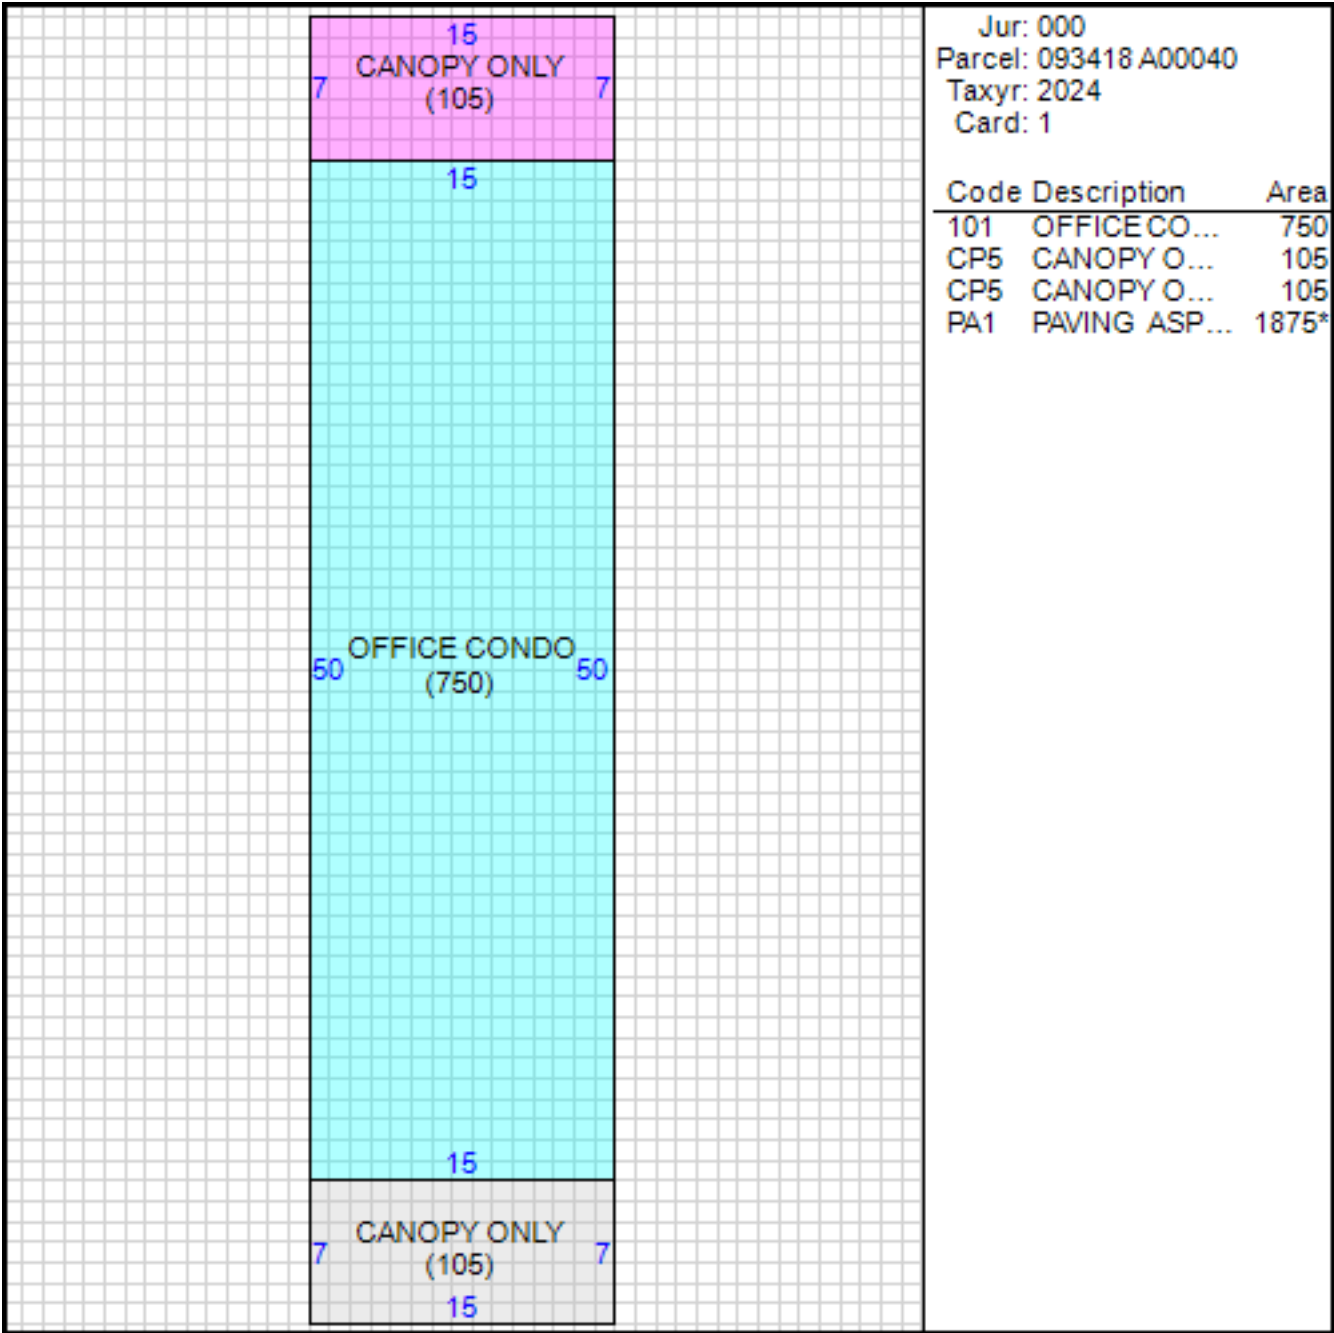 15
CANOPY ONLY
7 7
(105)
15
OFFICE CONDO
50 50
(750)
15
CANOPY ONLY
7 7
(105)
15
Jur: 000
Parcel: 093418 A00040
Taxyr: 2024
Card: 1
Code Description Area
101 OFFICE CO... 750
CP5 CANOPY O... 105
CP5 CANOPY O... 105
PA1 PAVING ASP... 1875*